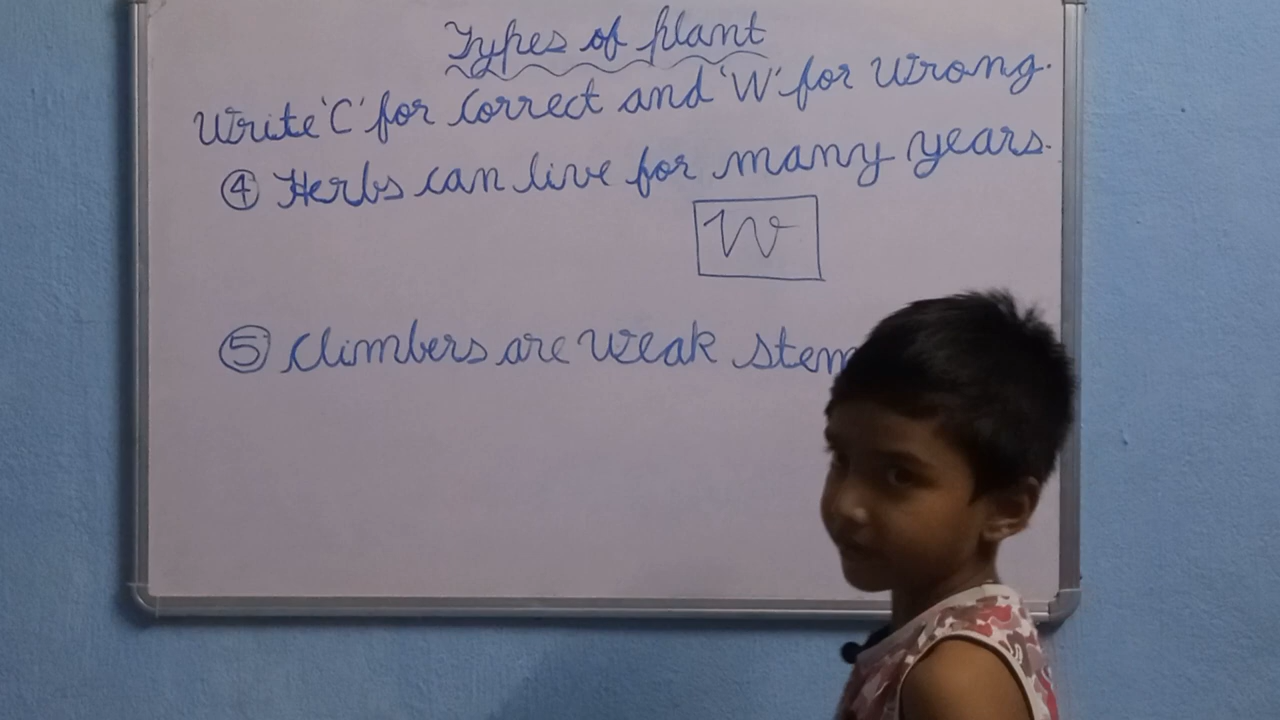 Types of plant
Write 'C' for Correct and 'W' for Wrong.
④ Herbs can live for many years.
W
⑤ Climbers are weak stem